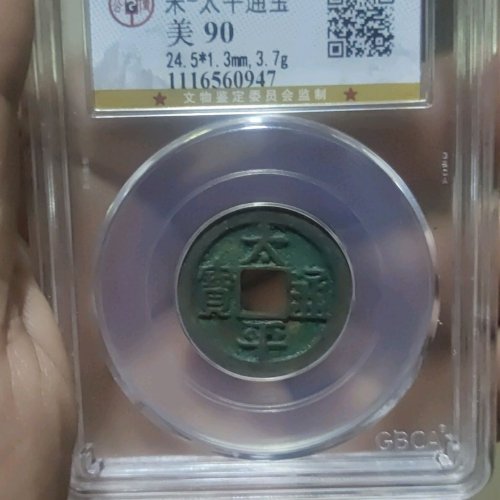 宋-太平通宝
美 90
24.5*1.3mm,3.7g
1116560947
★ 文物鉴定委员会监制 ★
太
寶 通
平
GBCA